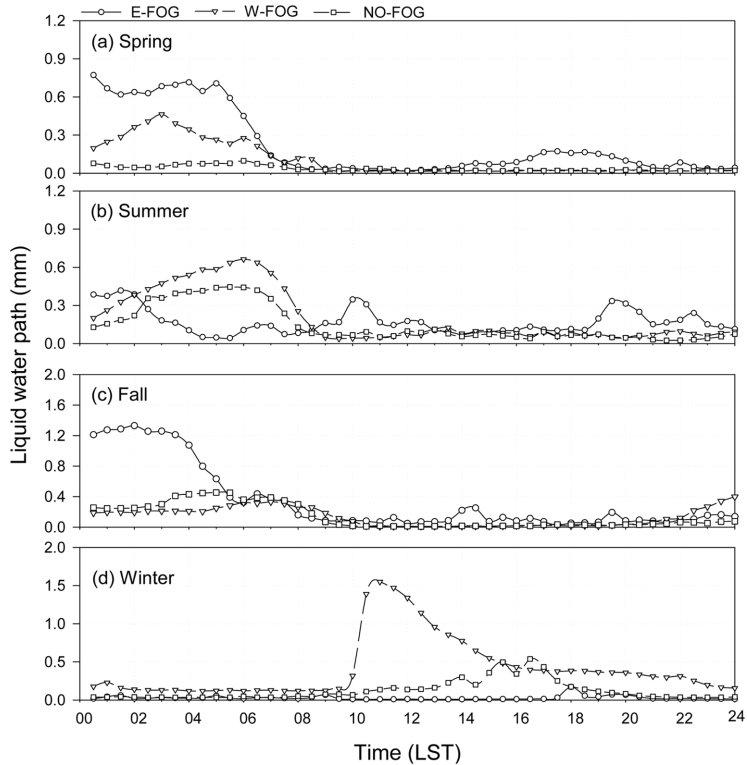 E-FOG W-FOG NO-FOG
1.2
(a) Spring
0.9
0.6
0.3
0.0
1.2
(b) Summer
0.9
0.6
0.3
0.0
2.0
(c) Fall
1.6
1.2
0.8
0.4
0.0
2.0
(d) Winter
1.5
1.0
0.5
0.0
00 02 04 06 08 10 12 14 16 18 20 22 24
Liquid water path (mm)
Time (LST)